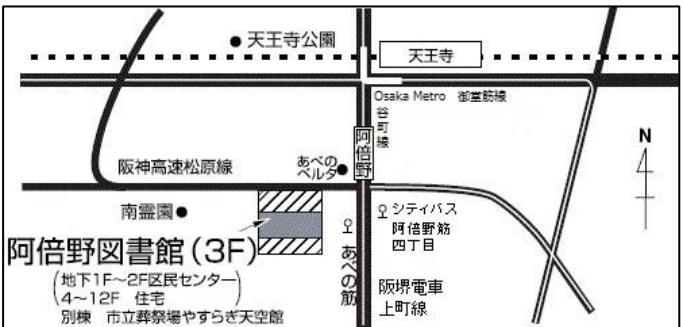 天王寺公園
天王寺
Osaka Metro 御堂筋線
谷町線
阿倍野
阪神高速松原線
あべの
ベルタ
N
南霊園
シティバス
阿倍野筋
四丁目
阿倍野図書館(3F)
あべの筋
(地下1F～2F区民センター)
4～12F 住宅
別棟 市立葬祭場やすらぎ天空館
阪堺電車
上町線